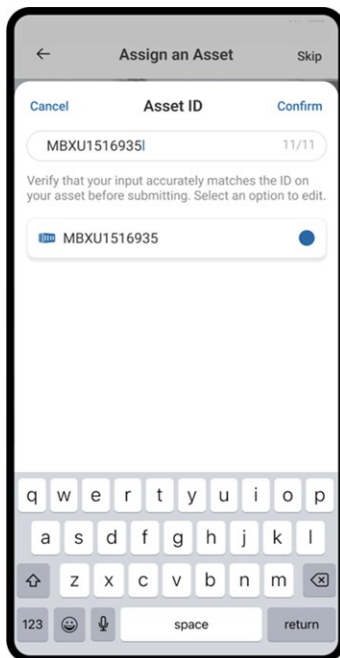 Assign an Asset Skip
Cancel Asset ID Confirm
MBXU1516935 11/11
Verify that your input accurately matches the ID on
your asset before submitting. Select an option to edit.
MBXU1516935
q w e r t y u i o p
a s d f g h j k l
z x c v b n m
123 space return